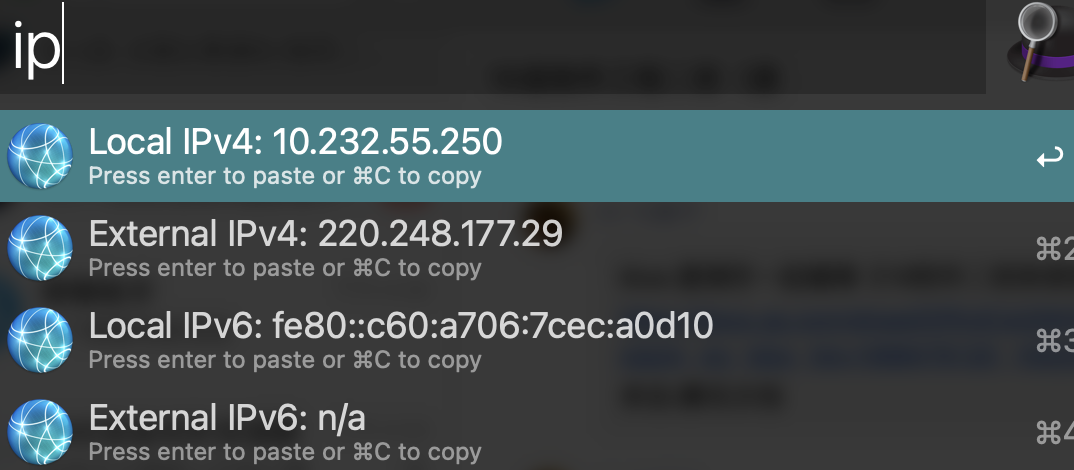 ip
Local IPv4: 10.232.55.250
Press enter to paste or ⌘C to copy
↩
External IPv4: 220.248.177.29
Press enter to paste or ⌘C to copy
⌘2
Local IPv6: fe80::c60:a706:7cec:a0d10
Press enter to paste or ⌘C to copy
⌘3
External IPv6: n/a
Press enter to paste or ⌘C to copy
⌘4